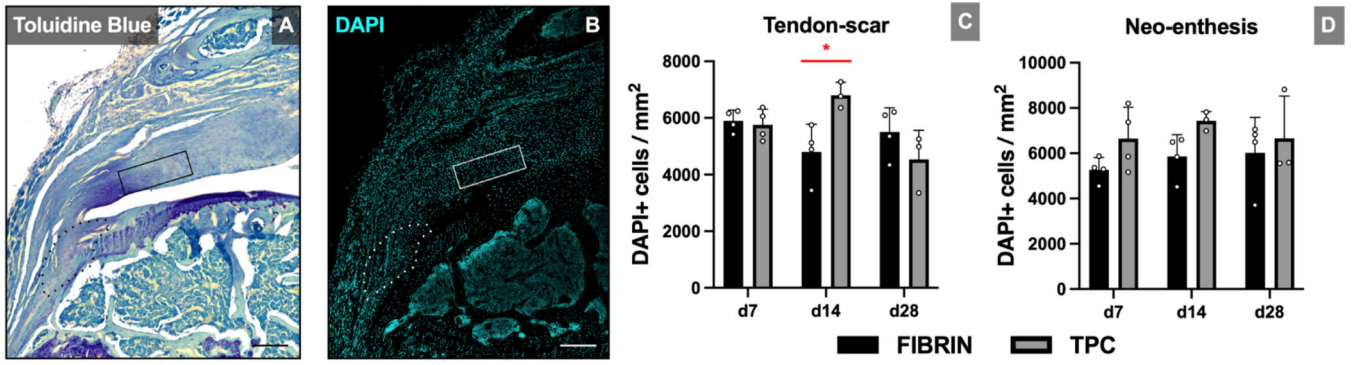 Toluidine Blue
A
DAPI
B
Tendon-scar
C
DAPI+ cells / mm²
8000
6000
4000
2000
0
*
d7
d14
d28
Neo-enthesis
D
DAPI+ cells / mm²
10000
8000
6000
4000
2000
0
d7
d14
d28
FIBRIN
TPC